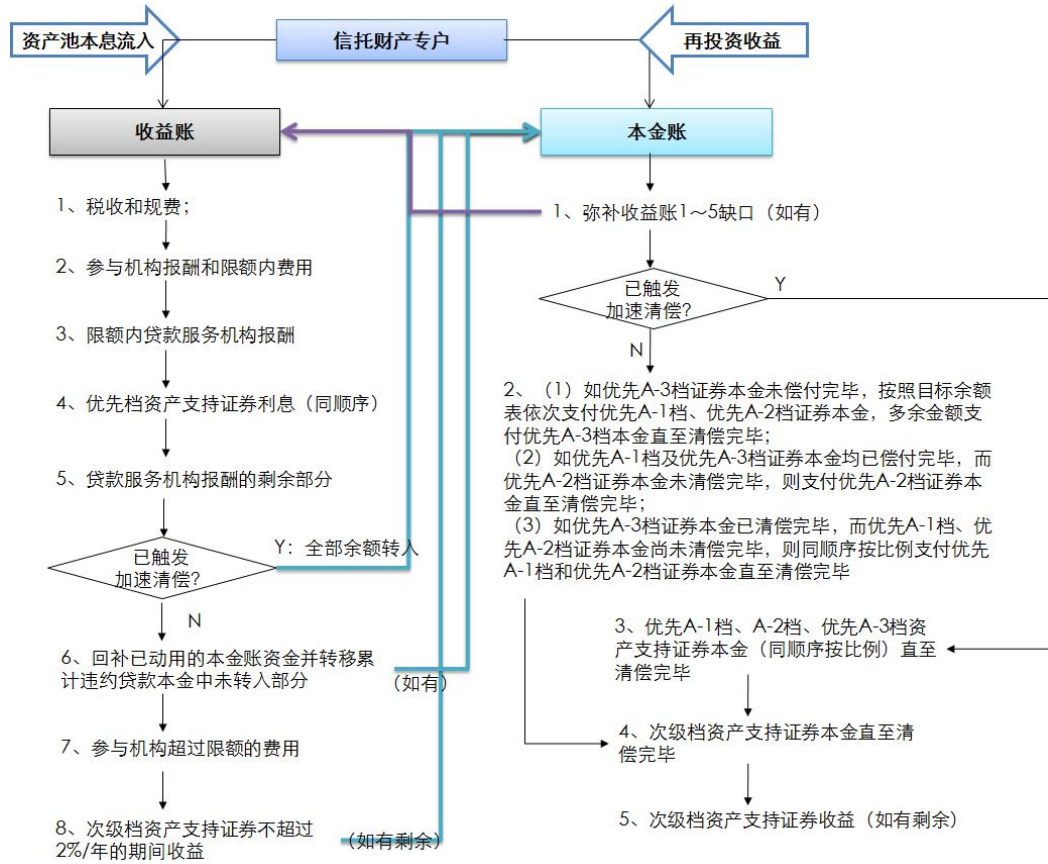 资产池本息流入
信托财产专户
再投资收益
收益账
本金账
1、税收和规费；
2、参与机构报酬和限额内费用
3、限额内贷款服务机构报酬
4、优先档资产支持证券利息（同顺序）
5、贷款服务机构报酬的剩余部分
已触发
加速清偿？
Y：全部余额转入
N
6、回补已动用的本金账资金并转移累
计违约贷款本金中未转入部分
（如有）
7、参与机构超过限额的费用
8、次级档资产支持证券不超过
2%/年的期间收益
（如有剩余）
1、弥补收益账1～5缺口（如有）
已触发
加速清偿？
Y
N
2、（1）如优先A-3档证券本金未偿付完毕，按照目标余额
表依次支付优先A-1档、优先A-2档证券本金，多余金额支
付优先A-3档本金直至清偿完毕；
（2）如优先A-1档及优先A-3档证券本金均已偿付完毕，而
优先A-2档证券本金未清偿完毕，则支付优先A-2档证券本
金直至清偿完毕；
（3）如优先A-3档证券本金已清偿完毕，而优先A-1档、优
先A-2档证券本金尚未清偿完毕，则同顺序按比例支付优先
A-1档和优先A-2档证券本金直至清偿完毕
3、优先A-1档、A-2档、优先A-3档资
产支持证券本金（同顺序按比例）直至
清偿完毕
4、次级档资产支持证券本金直至清
偿完毕
5、次级档资产支持证券收益（如有剩余）